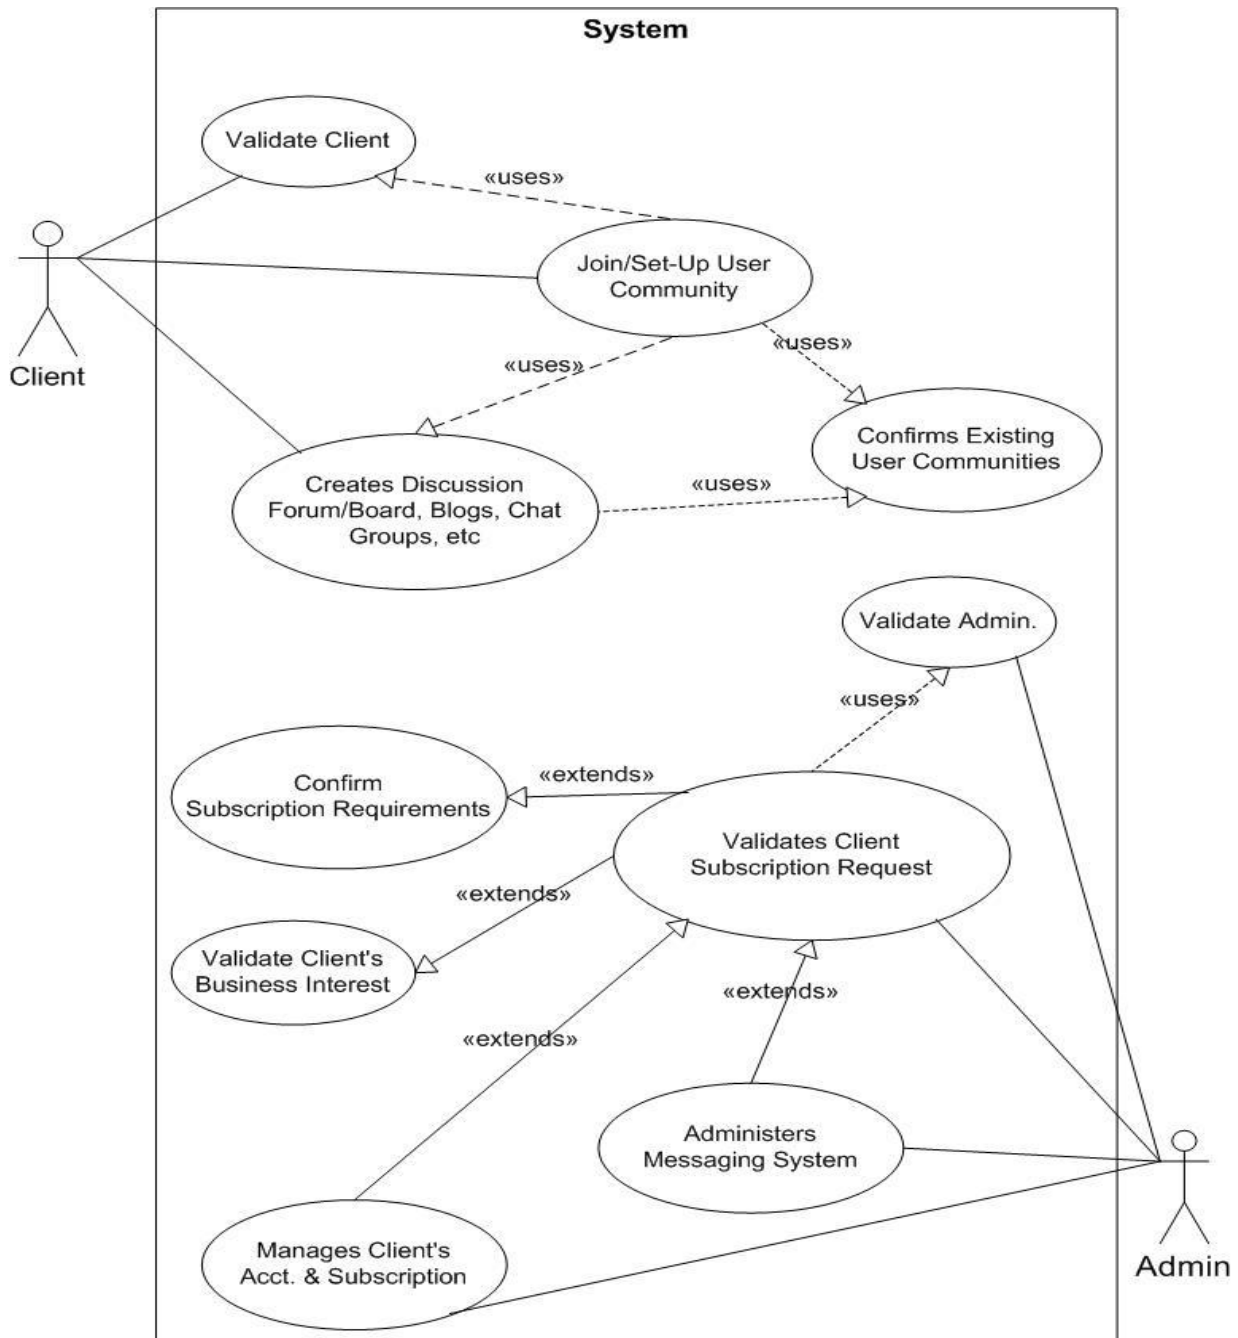 System
Validate Client
«uses»
Join/Set-Up User
Community
Client
«uses»
«uses»
Confirms Existing
User Communities
Creates Discussion
Forum/Board, Blogs, Chat
Groups, etc
«uses»
Validate Admin.
«uses»
Confirm
Subscription Requirements
«extends»
Validates Client
Subscription Request
«extends»
Validate Client's
Business Interest
«extends»
«extends»
Administers
Messaging System
Manages Client's
Acct. & Subscription
Admin